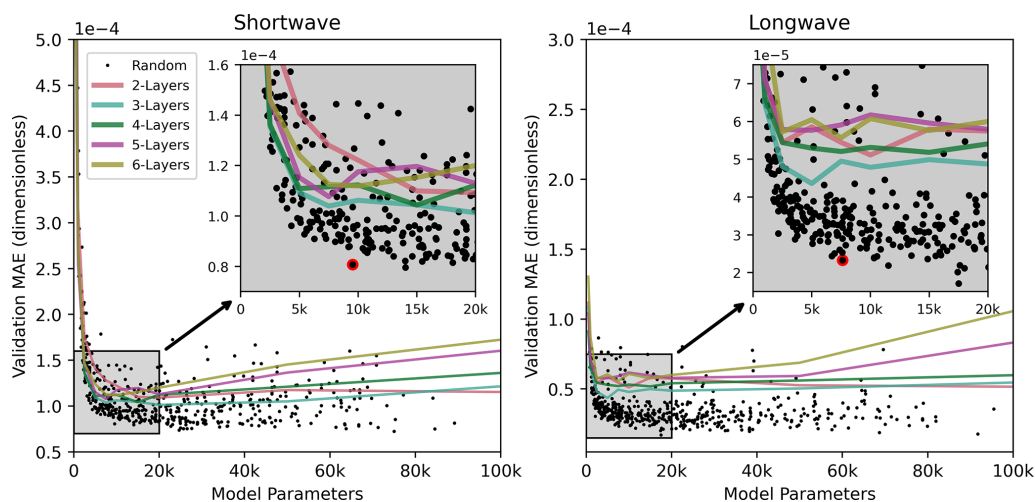 Shortwave
1e−4
5.0
4.5
4.0
3.5
3.0
2.5
2.0
1.5
1.0
0.5
Validation MAE (dimensionless)
Random
2-Layers
3-Layers
4-Layers
5-Layers
6-Layers
1e−4
1.6
1.4
1.2
1.0
0.8
0 5k 10k 15k 20k
0 20k 40k 60k 80k 100k
Model Parameters
Longwave
1e−4
3.0
2.5
2.0
1.5
1.0
0.5
Validation MAE (dimensionless)
1e−5
7
6
5
4
3
2
0 5k 10k 15k 20k
0 20k 40k 60k 80k 100k
Model Parameters